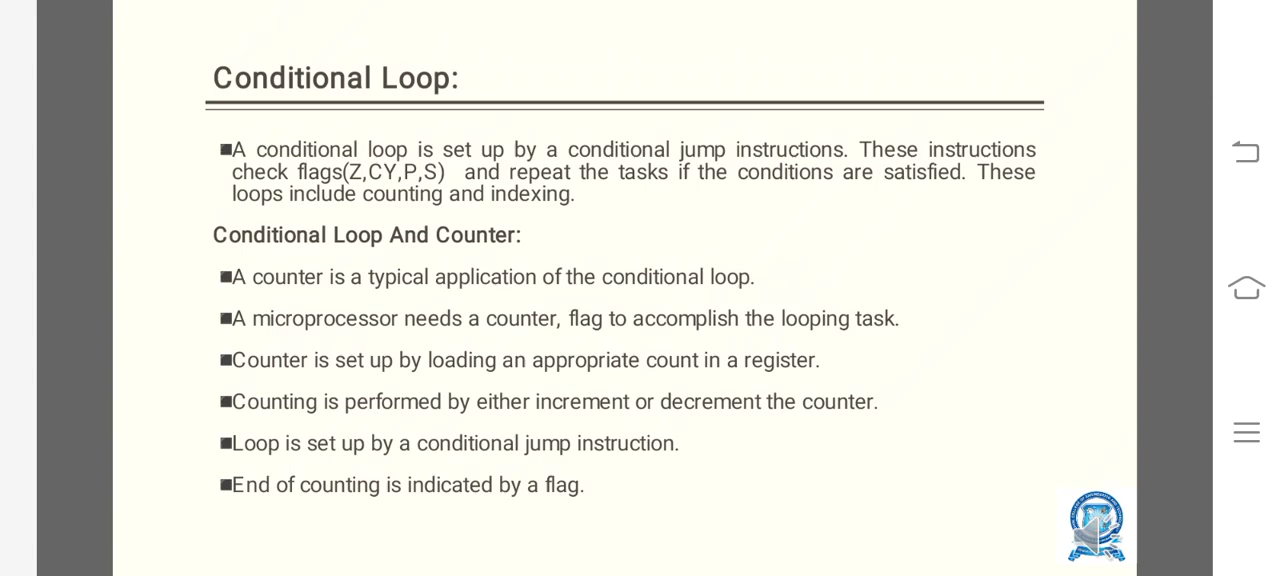 Conditional Loop:
■A conditional loop is set up by a conditional jump instructions. These instructions
check flags(Z,CY,P,S) and repeat the tasks if the conditions are satisfied. These
loops include counting and indexing.
Conditional Loop And Counter:
■A counter is a typical application of the conditional loop.
■A microprocessor needs a counter, flag to accomplish the looping task.
■Counter is set up by loading an appropriate count in a register.
■Counting is performed by either increment or decrement the counter.
■Loop is set up by a conditional jump instruction.
■End of counting is indicated by a flag.